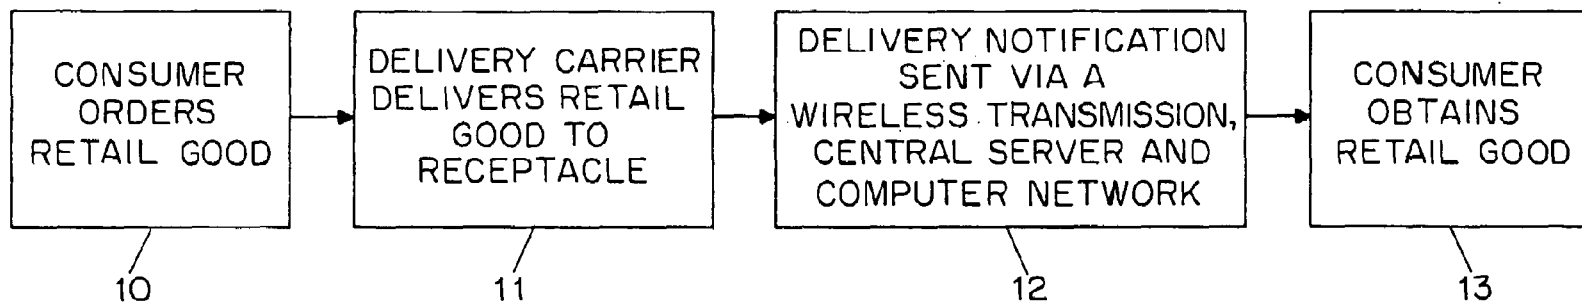 CONSUMER
ORDERS
RETAIL GOOD
DELIVERY CARRIER
DELIVERS RETAIL
GOOD TO
RECEPTACLE
DELIVERY NOTIFICATION
SENT VIA A
WIRELESS TRANSMISSION,
CENTRAL SERVER AND
COMPUTER NETWORK
CONSUMER
OBTAINS
RETAIL GOOD
10
11
12
13